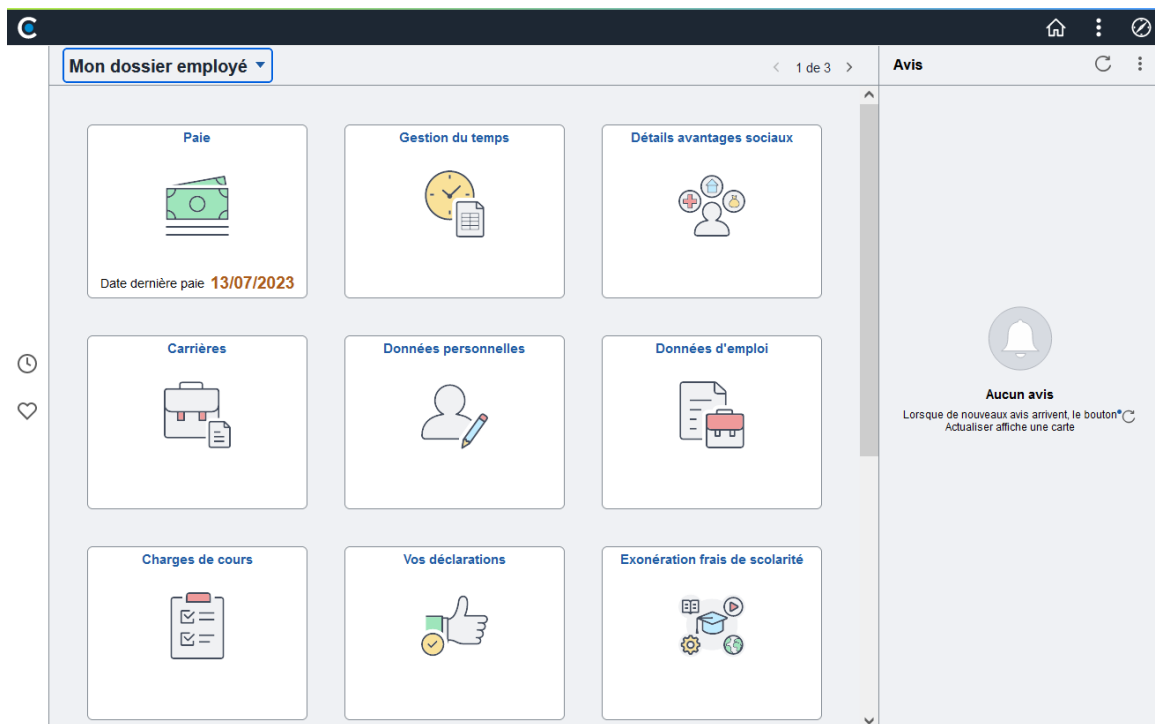 Mon dossier employé
1 de 3
Avis
Paie
Gestion du temps
Détails avantages sociaux
Date dernière paie 13/07/2023
Carrières
Données personnelles
Données d'emploi
Aucun avis
Lorsque de nouveaux avis arrivent, le bouton
Actualiser affiche une carte
Charges de cours
Vos déclarations
Exonération frais de scolarité